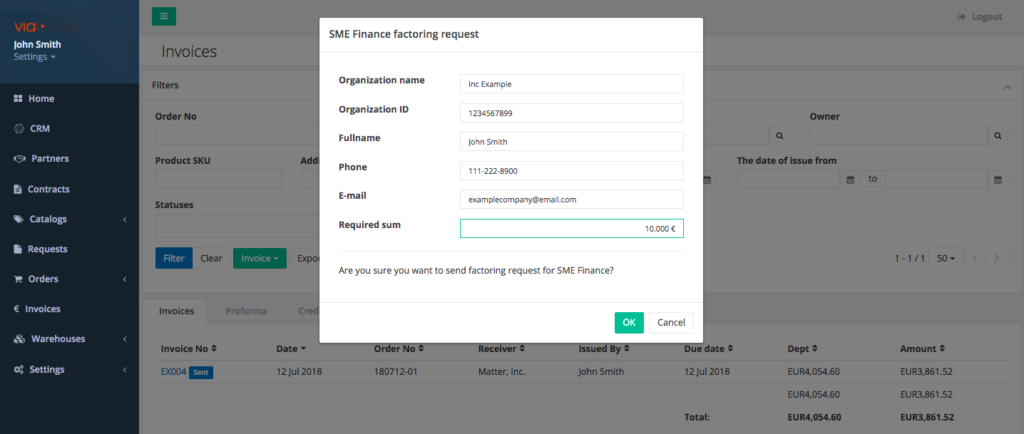 via
John Smith
Settings
Home
CRM
Partners
Contracts
Catalogs
Requests
Orders
€ Invoices
Warehouses
Settings
Logout
Invoices
Filters
Order No
Owner
Product SKU
The date of issue from
to
Statuses
Filter
Clear
Invoice
1 - 1 / 1
50
SME Finance factoring request
Organization name
Inc Example
Organization ID
1234567899
Fullname
John Smith
Phone
111-222-8900
E-mail
examplecompany@email.com
Required sum
10.000 €
Are you sure you want to send factoring request for SME Finance?
OK
Cancel
Invoices
Proforma
Invoice No
Date
Order No
Receiver
Issued By
Due date
Dept
Amount
EX004 Sent
12 Jul 2018
180712-01
Matter, Inc.
John Smith
12 Jul 2018
EUR4,054.60
EUR3,861.52
EUR4,054.60
EUR3,861.52
Total:
EUR4,054.60
EUR3,861.52